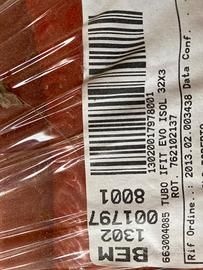 BEM
1302
001797
8001
13020017978001
663004085 TUBO IFIT EVO ISOL 32X3
ROT. 762102137
Rif Ordine..: 2013.02.003438 Data Conf.